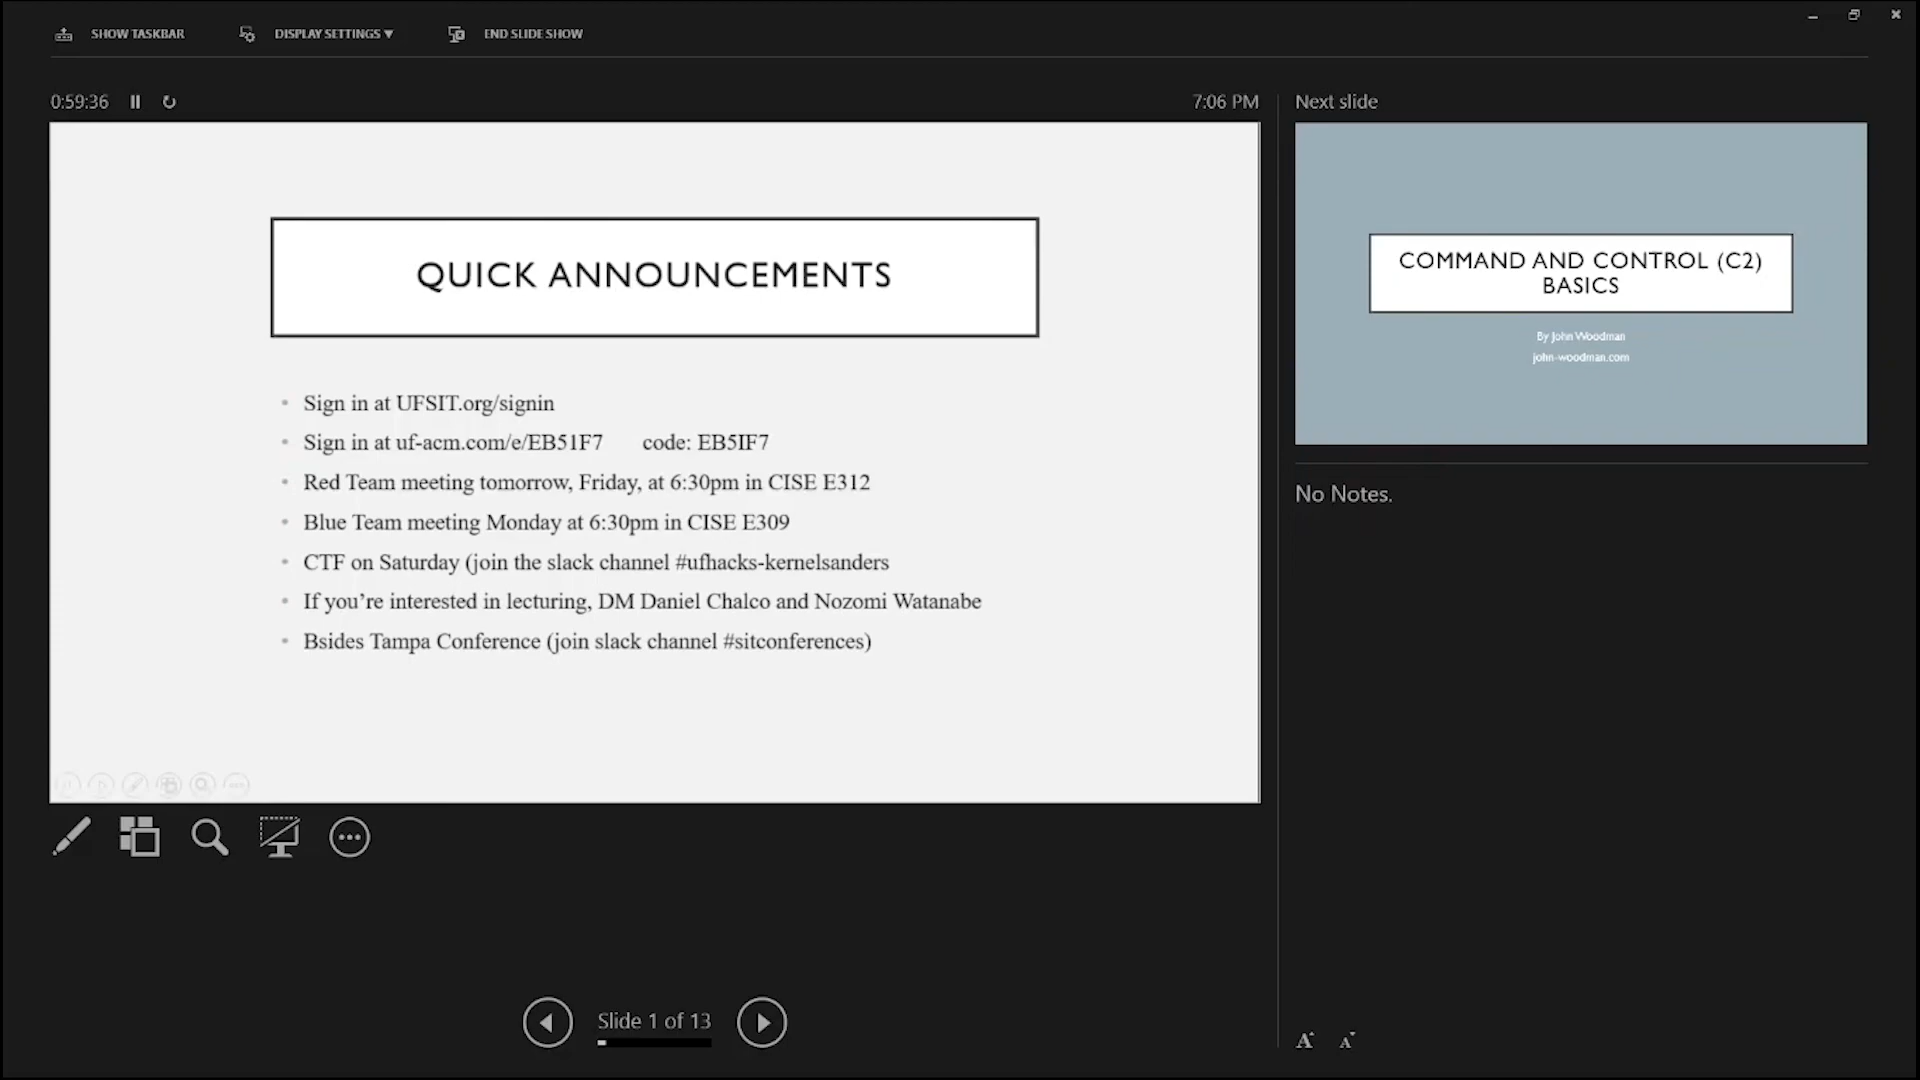 SHOW TASKBAR
DISPLAY SETTINGS ▼
END SLIDE SHOW
0:59:36
7:06 PM
QUICK ANNOUNCEMENTS
• Sign in at UFSIT.org/signin
• Sign in at uf-acm.com/e/EB51F7 code: EB5IF7
• Red Team meeting tomorrow, Friday, at 6:30pm in CISE E312
• Blue Team meeting Monday at 6:30pm in CISE E309
• CTF on Saturday (join the slack channel #ufhacks-kernelsanders
• If you’re interested in lecturing, DM Daniel Chalco and Nozomi Watanabe
• Bsides Tampa Conference (join slack channel #sitconferences)
Slide 1 of 13
Next slide
COMMAND AND CONTROL (C2)
BASICS
By John Woodman
john-woodman.com
No Notes.
A A